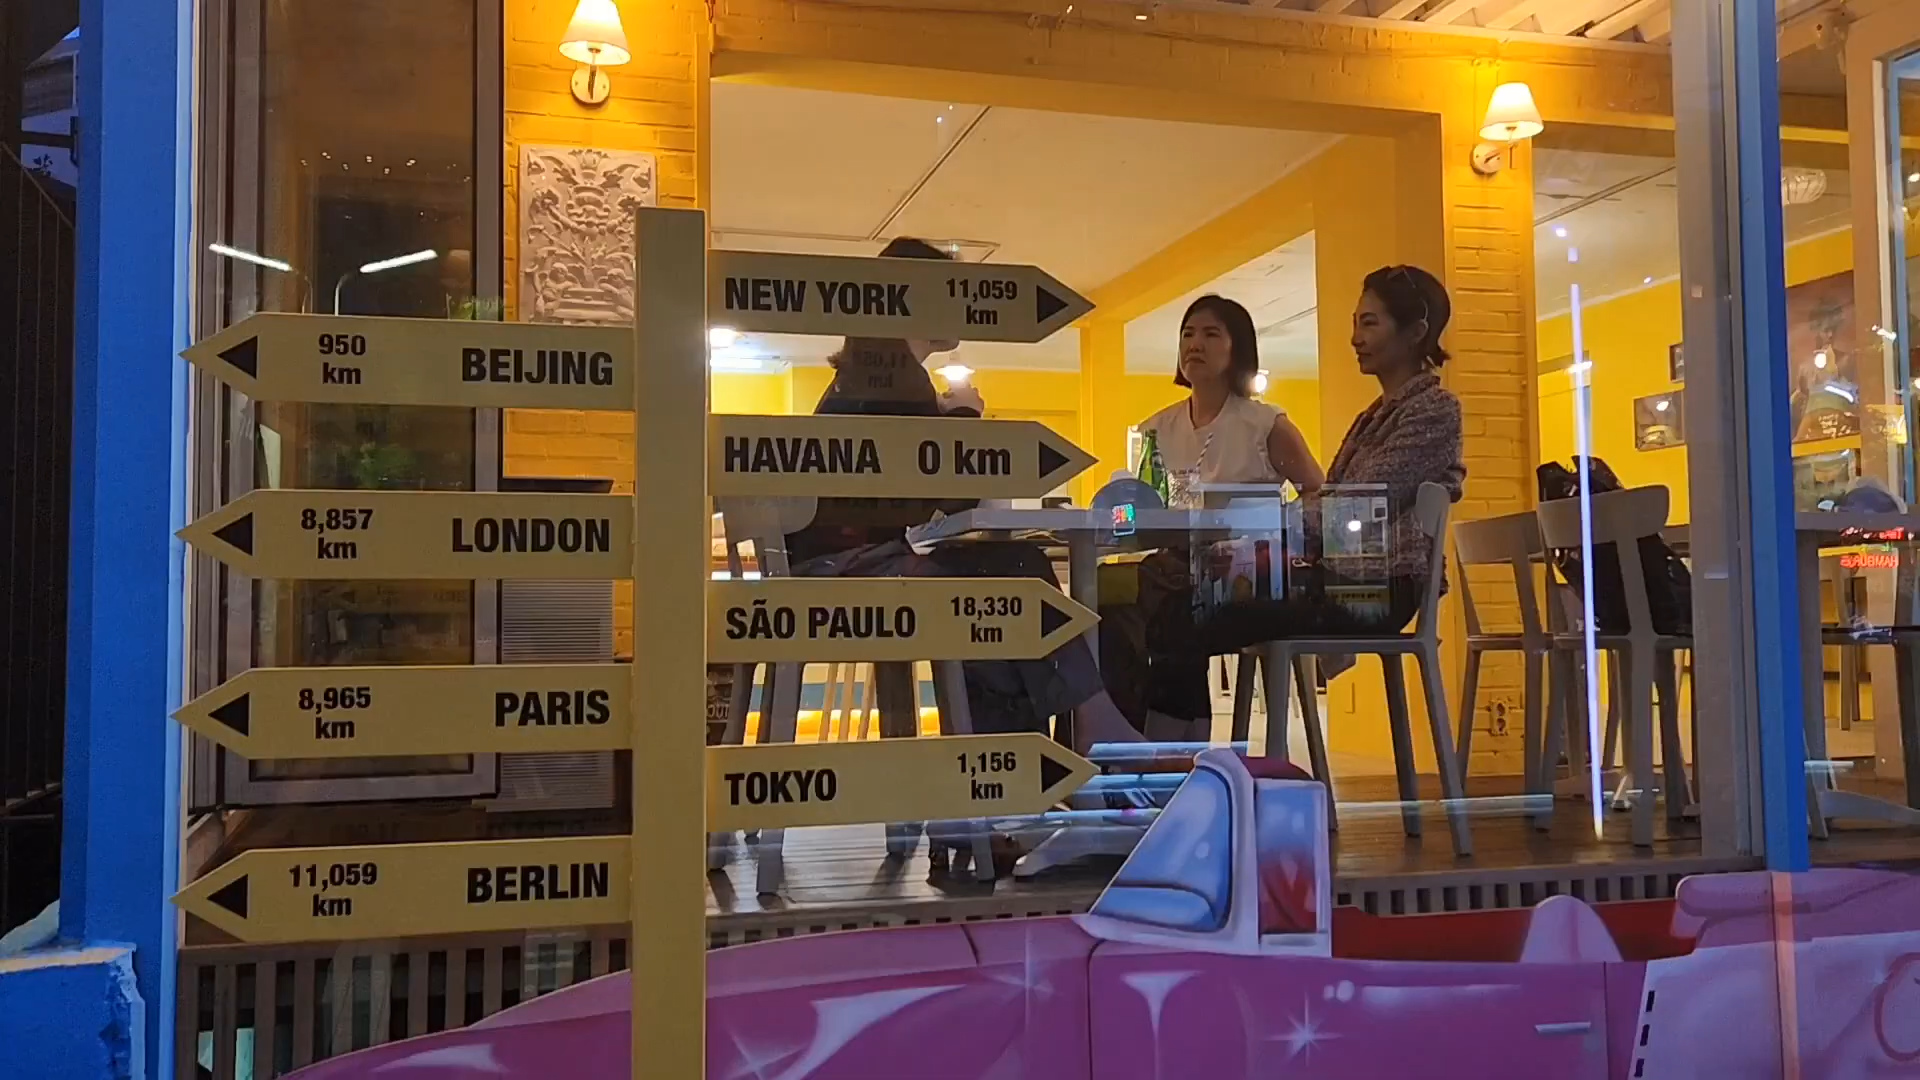 NEW YORK 11,059 km
950 km BEIJING
HAVANA 0 km
8,857 km LONDON
SÃO PAULO 18,330 km
8,965 km PARIS
TOKYO 1,156 km
11,059 km BERLIN